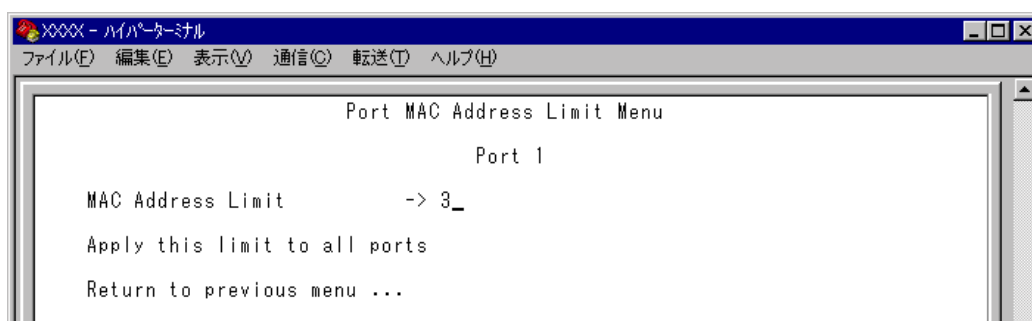 XXXX - ハイパーターミナル
ファイル(F) 編集(E) 表示(V) 通信(C) 転送(T) ヘルプ(H)
Port MAC Address Limit Menu
Port 1
MAC Address Limit -> 3_
Apply this limit to all ports
Return to previous menu ...